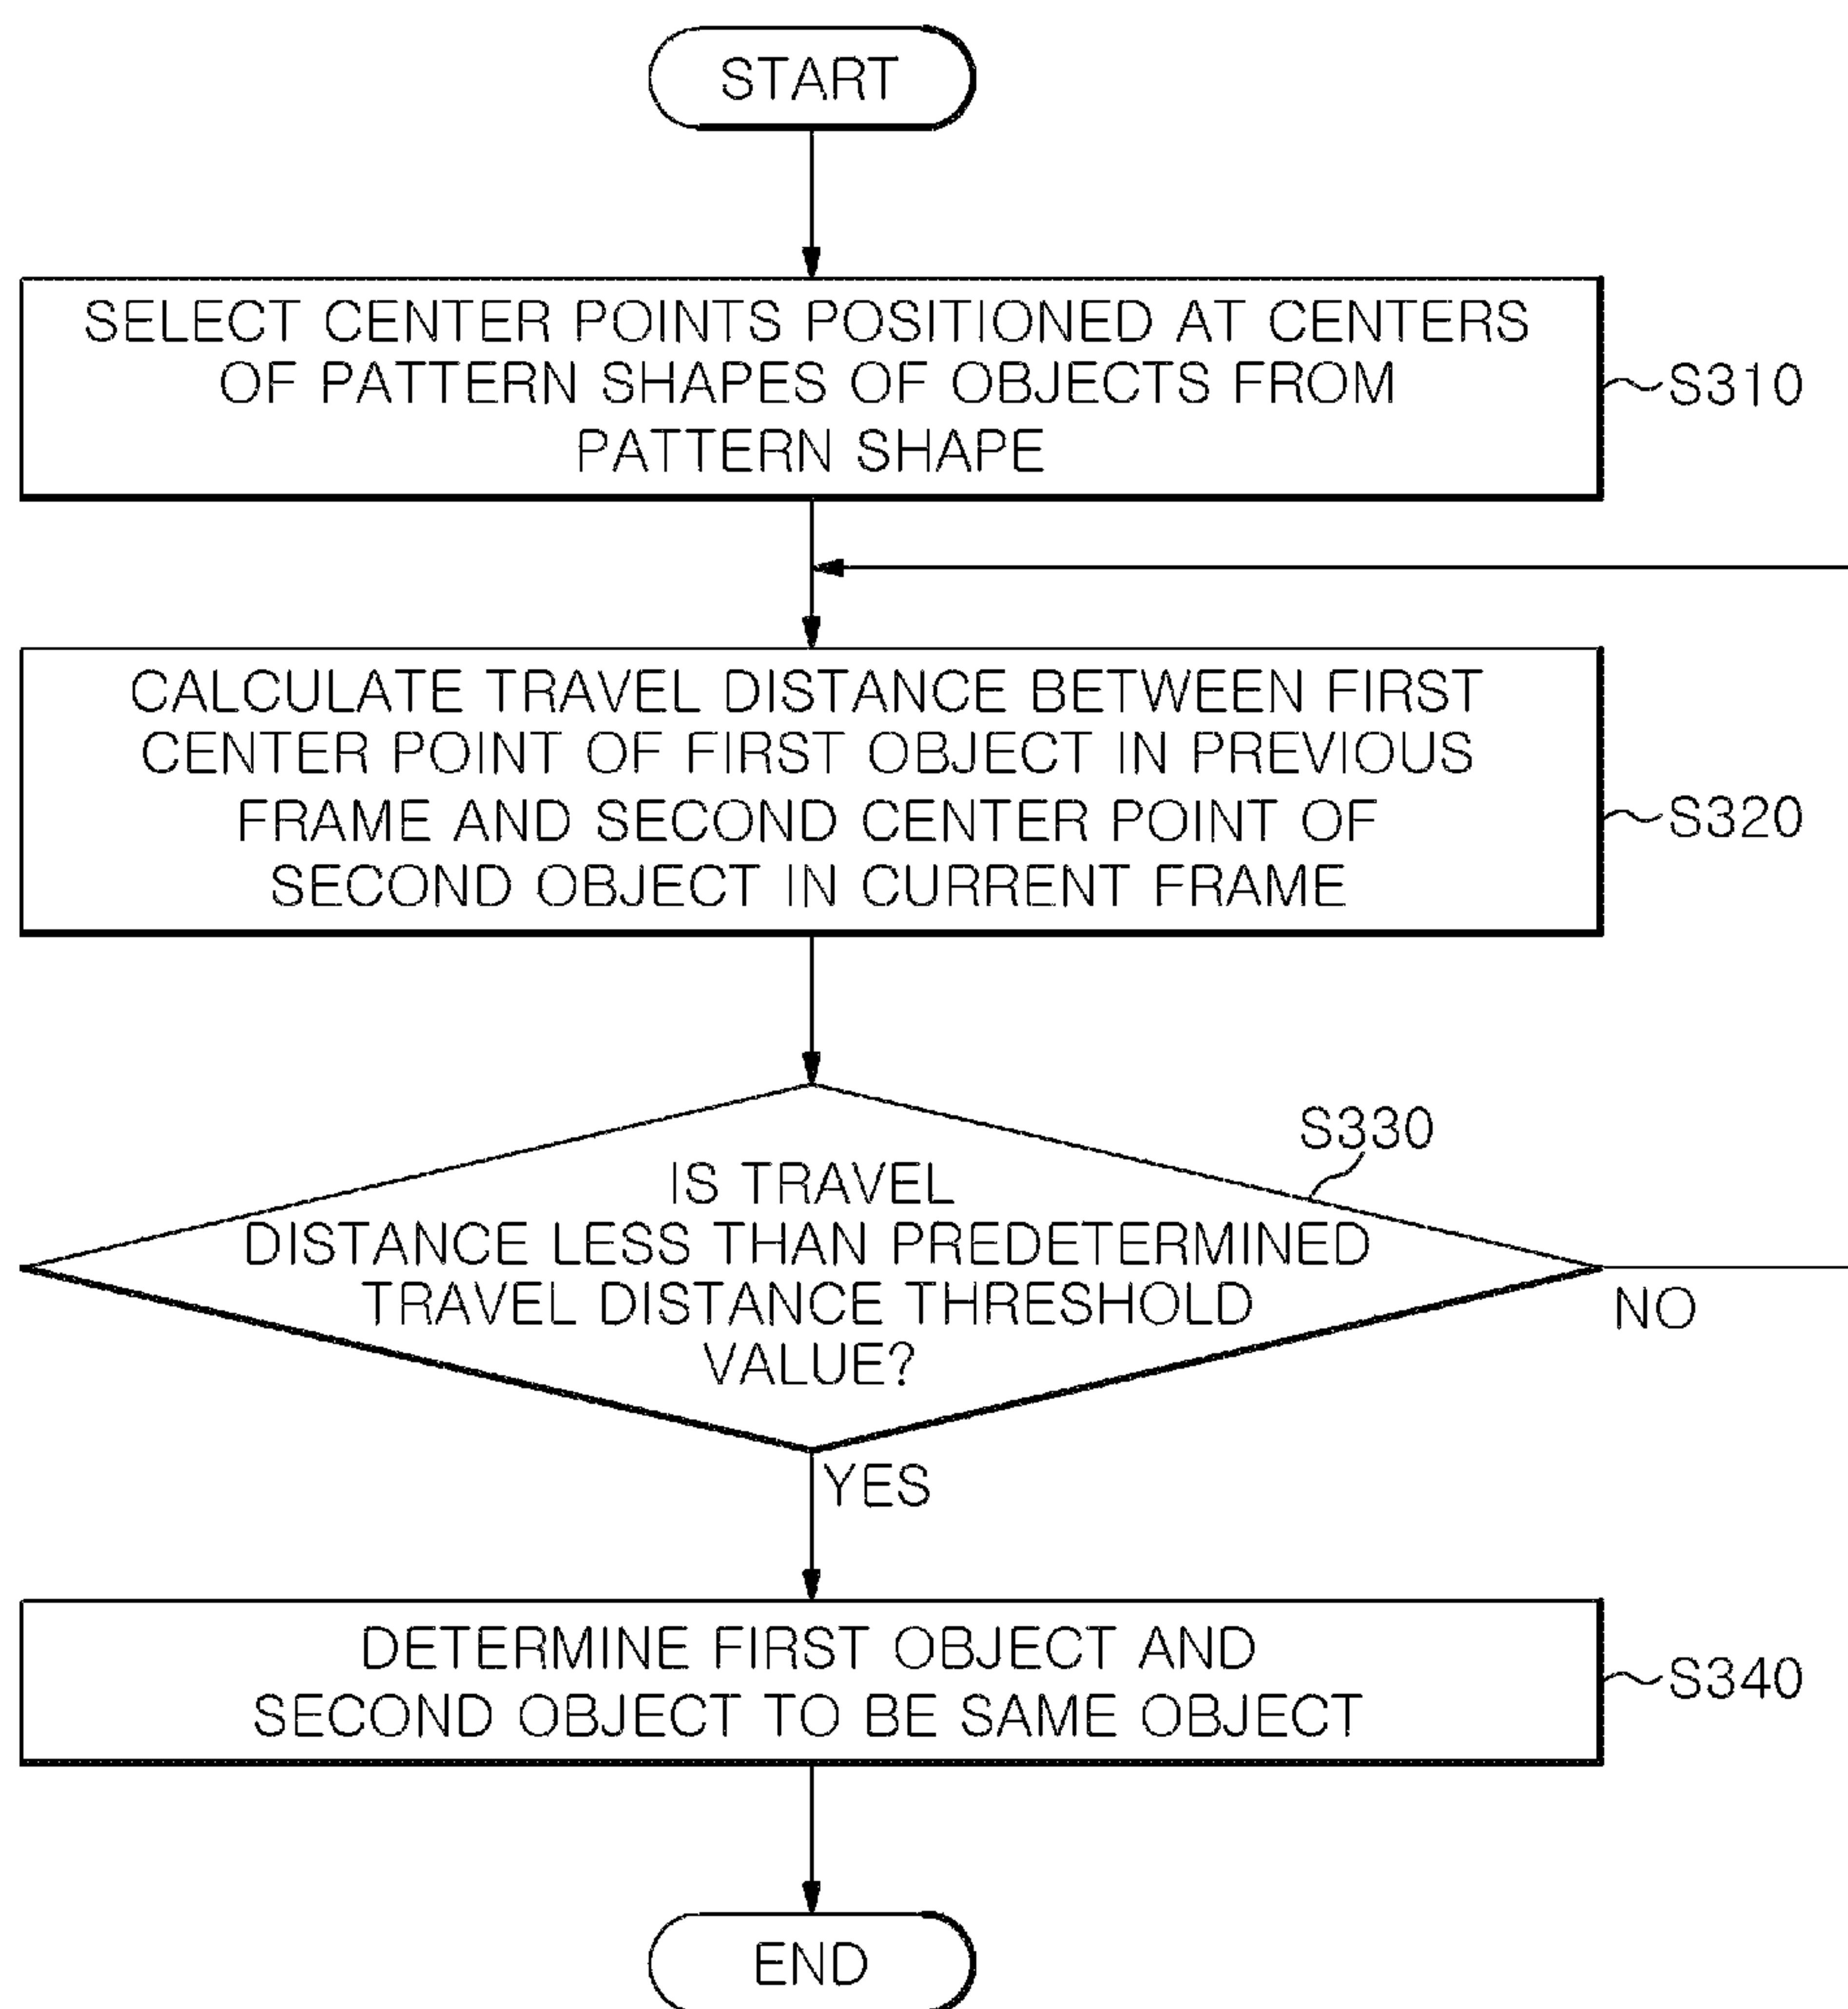 START
SELECT CENTER POINTS POSITIONED AT CENTERS
OF PATTERN SHAPES OF OBJECTS FROM
PATTERN SHAPE
S310
CALCULATE TRAVEL DISTANCE BETWEEN FIRST
CENTER POINT OF FIRST OBJECT IN PREVIOUS
FRAME AND SECOND CENTER POINT OF
SECOND OBJECT IN CURRENT FRAME
S320
S330
IS TRAVEL
DISTANCE LESS THAN PREDETERMINED
TRAVEL DISTANCE THRESHOLD
VALUE?
NO
YES
DETERMINE FIRST OBJECT AND
SECOND OBJECT TO BE SAME OBJECT
S340
END